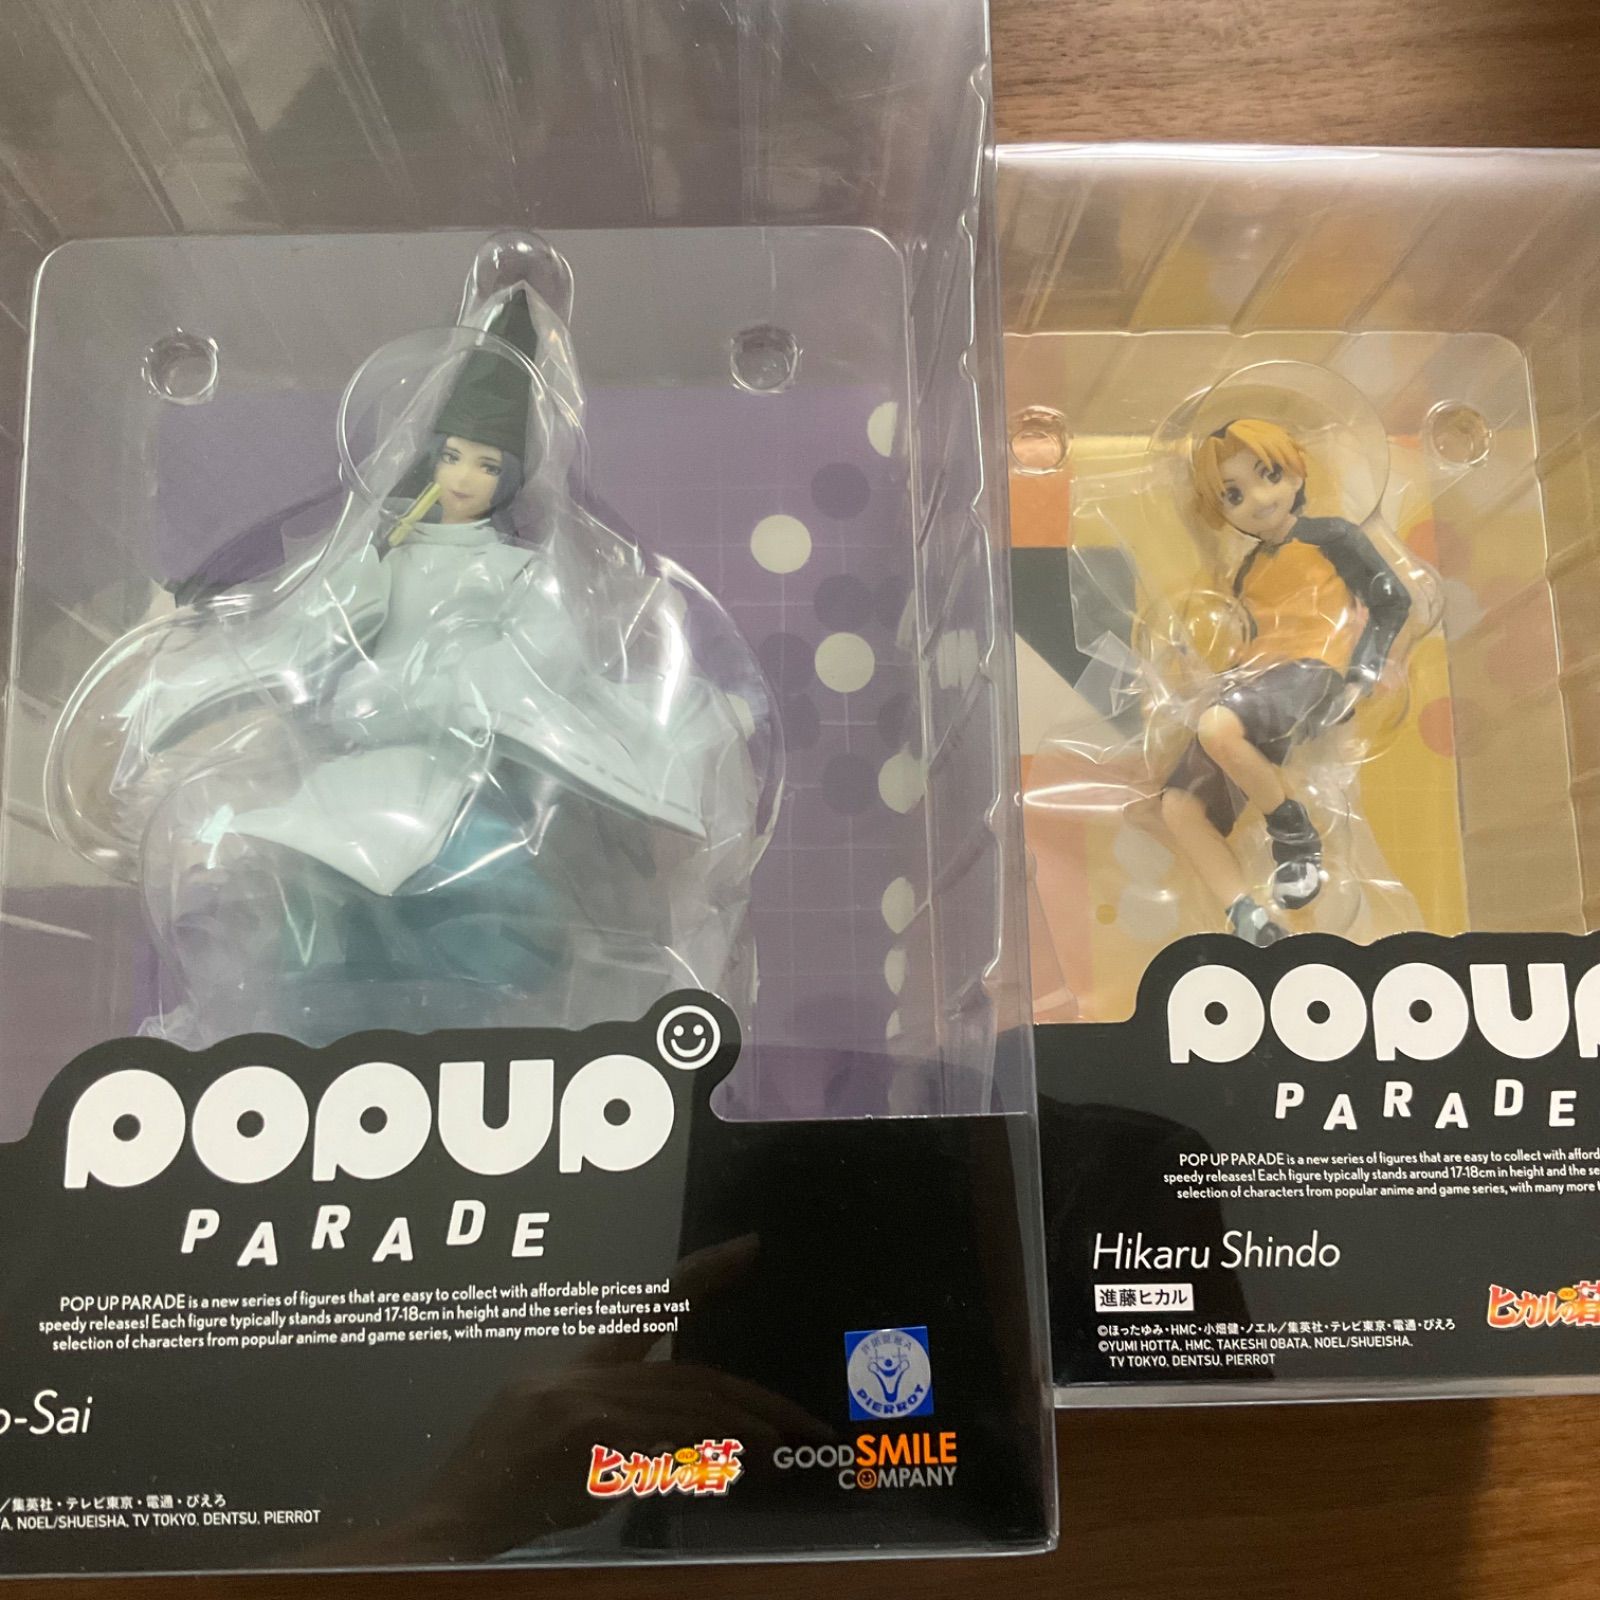 POPUP
PARADE
POP UP PARADE is a new series of figures that are easy to collect with affordable prices and
speedy releases! Each figure typically stands around 17-18cm in height and the series features a vast
selection of characters from popular anime and game series, with many more to be added soon!
-Sai
／集英社・テレビ東京・電通・ぴえろ
NOEL/SHUEISHA, TV TOKYO, DENTSU, PIERROT
ヒカルの碁
GOOD SMILE
COMPANY
PIERROT
POPU
PARADE
POP UP PARADE is a new series of figures that are easy to collect with
speedy releases! Each figure typically stands around 17-18cm in height and the
selection of characters from popular anime and game series, with many more
Hikaru Shindo
進藤ヒカル
©ほったゆみ・HMC・小畑健・ノエル／集英社・テレビ東京・電通・ぴえろ
©YUMI HOTTA, HMC, TAKESHI OBATA, NOEL/SHUEISHA,
TV TOKYO, DENTSU, PIERROT
ヒカルの碁